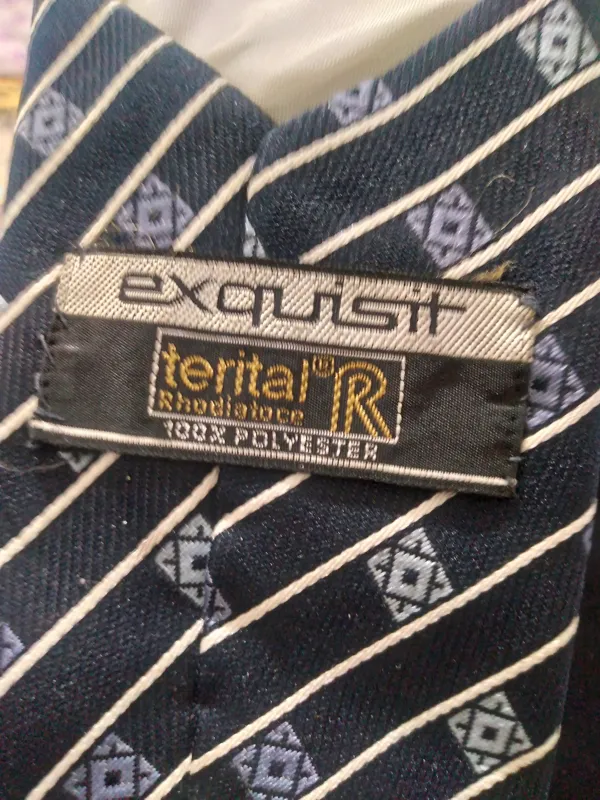 exquisit
terital®
Rhodiatoce R
100% POLYESTER